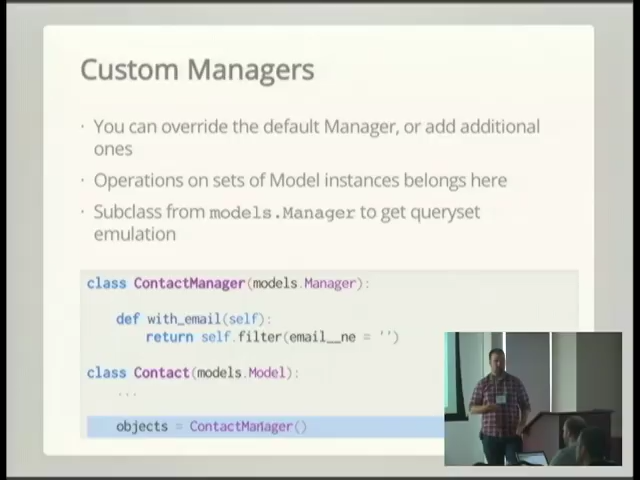 Custom Managers
· You can override the default Manager, or add additional
ones
· Operations on sets of Model instances belongs here
· Subclass from models.Manager to get queryset
emulation
class ContactManager(models.Manager):
def with_email(self):
return self.filter(email__ne = '')
class Contact(models.Model):
...
objects = ContactManager()